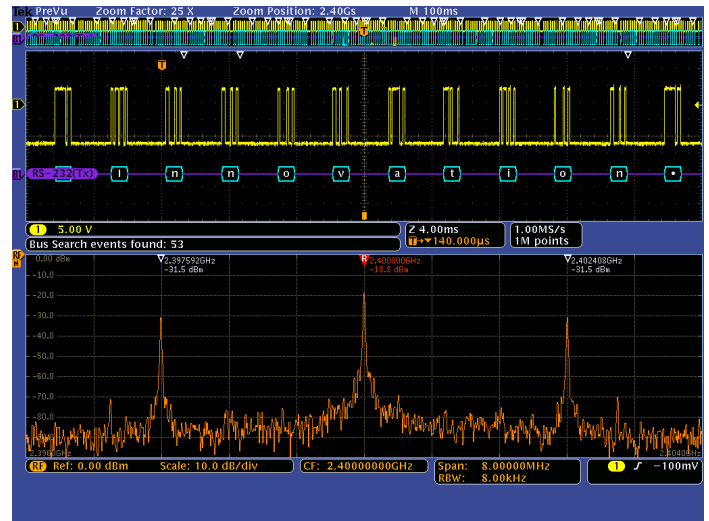 Tek PreVu Zoom Factor: 25 X Zoom Position: 2.40Gs M 100ms
RS-232(Tx) I n n o v a t i o n •
1 5.00 V
Z 4.00ms
140.000μs
1.00MS/s
1M points
Bus Search events found: 53
0.00 dBm
2.397592GHz
-31.5 dBm
R
2.400000GHz
-18.8 dBm
2.402408GHz
-31.5 dBm
-10.0
-20.0
-30.0
-40.0
-50.0
-60.0
-70.0
-80.0
2.3960GHz
2.4040GHz
RF Ref: 0.00 dBm Scale: 10.0 dB/div
CF: 2.40000000GHz
Span: 8.00000MHz
RBW: 8.00kHz
1 -100mV